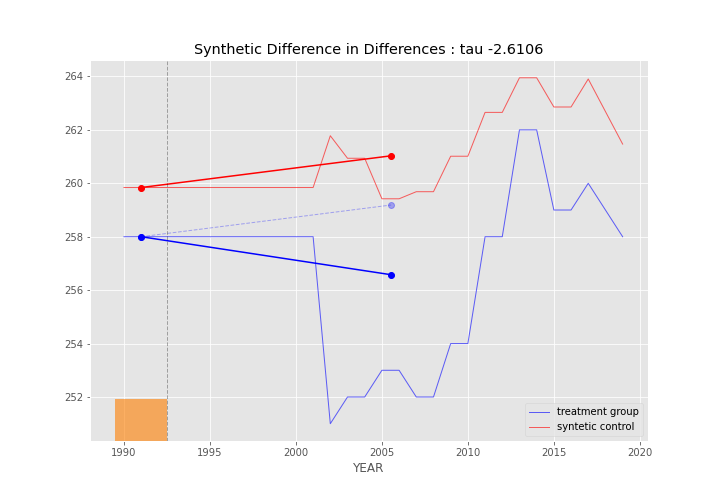 Synthetic Difference in Differences : tau -2.6106
264
262
260
258
256
254
252
1990 1995 2000 2005 2010 2015 2020
YEAR
treatment group
syntetic control